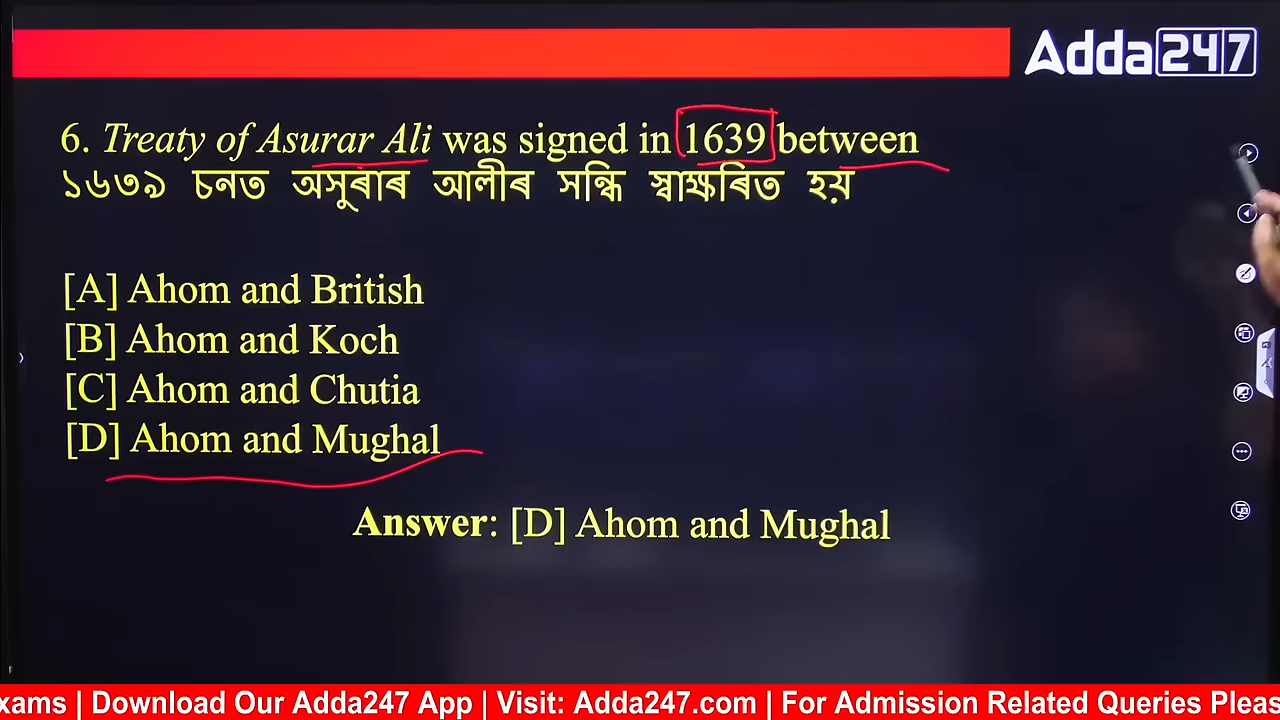 Adda247
6. Treaty of Asurar Ali was signed in 1639 between
১৬৩৯ চনত অসুৰাৰ আলীৰ সন্ধি স্বাক্ষৰিত হয়
[A] Ahom and British
[B] Ahom and Koch
[C] Ahom and Chutia
[D] Ahom and Mughal
Answer: [D] Ahom and Mughal
| Download Our Adda247 App | Visit: Adda247.com | For Admission Related Queries